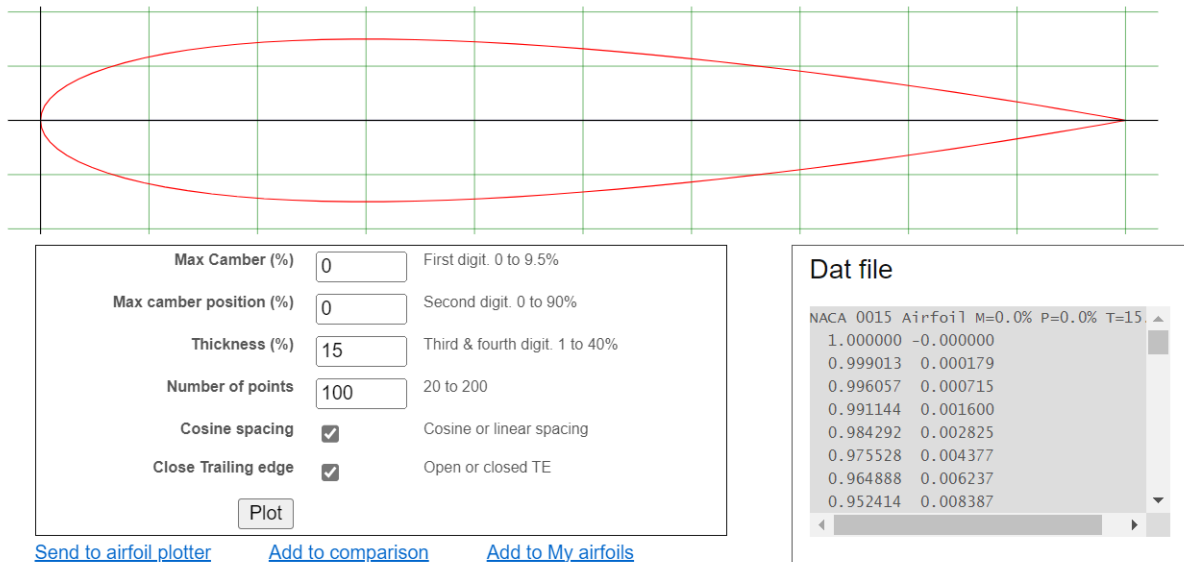 Max Camber (%) 0 First digit. 0 to 9.5%
Max camber position (%) 0 Second digit. 0 to 90%
Thickness (%) 15 Third & fourth digit. 1 to 40%
Number of points 100 20 to 200
Cosine spacing Cosine or linear spacing
Close Trailing edge Open or closed TE
Plot
Send to airfoil plotter Add to comparison Add to My airfoils
Dat file
NACA 0015 Airfoil M=0.0% P=0.0% T=15.
1.000000 -0.000000
0.999013 0.000179
0.996057 0.000715
0.991144 0.001600
0.984292 0.002825
0.975528 0.004377
0.964888 0.006237
0.952414 0.008387